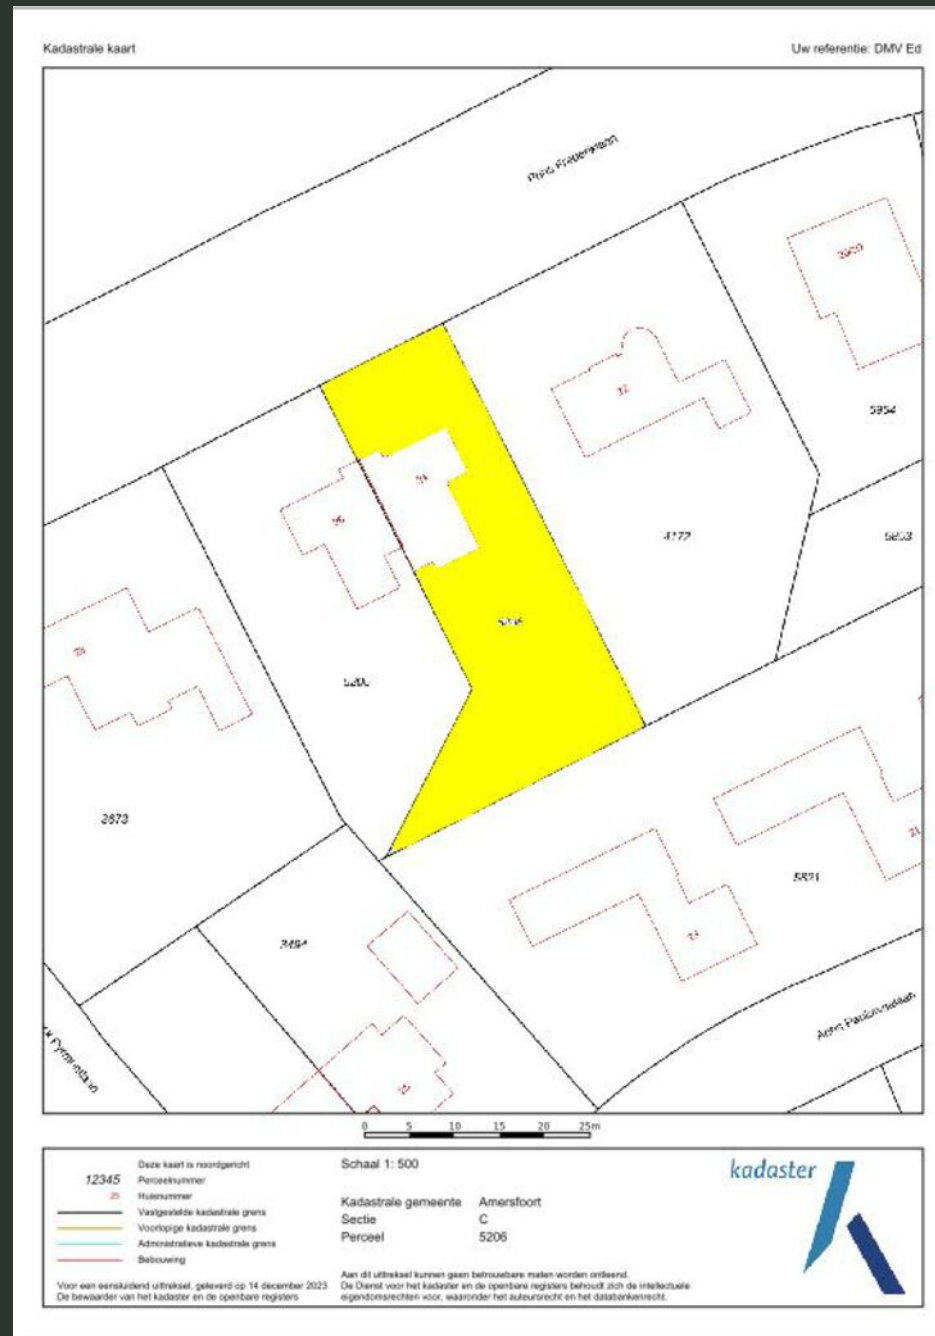 Kadastrale kaart
Uw referentie: DMV Ed
32
5954
4172
2873
3494
5821
0 5 10 15 20 25m
Deze kaart is noordgericht
12345 Perceelnummer
25 Huisnummer
Vastgestelde kadastrale grens
Voorlopige kadastrale grens
Administratieve kadastrale grens
Bebouwing
Voor een eensluidend uittreksel, geleverd op 14 december 2023
De bewaarder van het kadaster en de openbare registers
Schaal 1: 500
Kadastrale gemeente Amersfoort
Sectie C
Perceel 5206
Aan dit uittreksel kunnen geen betrouwbare maten worden ontleend.
De Dienst voor het kadaster en de openbare registers behoudt zich de intellectuele
eigendomsrechten voor, waaronder het auteursrecht en het databankenrecht.
kadaster